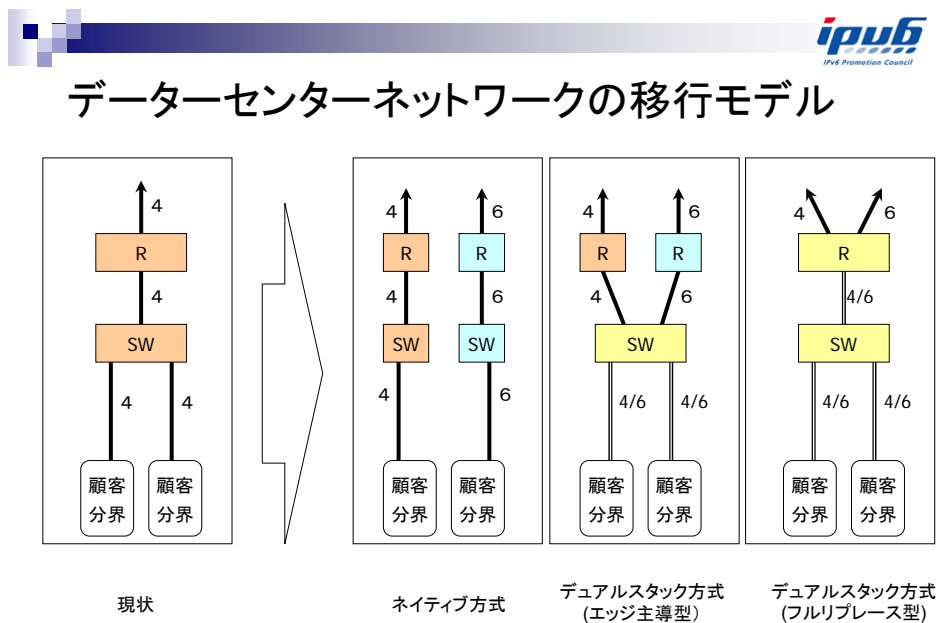 ipv6
IPv6 Promotion Council
データーセンターネットワークの移行モデル
4
R
4
SW
4
4
顧客
分界
顧客
分界
現状
4
6
R
R
4
6
SW
SW
4
6
顧客
分界
顧客
分界
ネイティブ方式
4
6
R
R
4
6
SW
4/6
4/6
顧客
分界
顧客
分界
デュアルスタック方式
(エッジ主導型)
4
6
R
4/6
SW
4/6
4/6
顧客
分界
顧客
分界
デュアルスタック方式
(フルリプレース型)